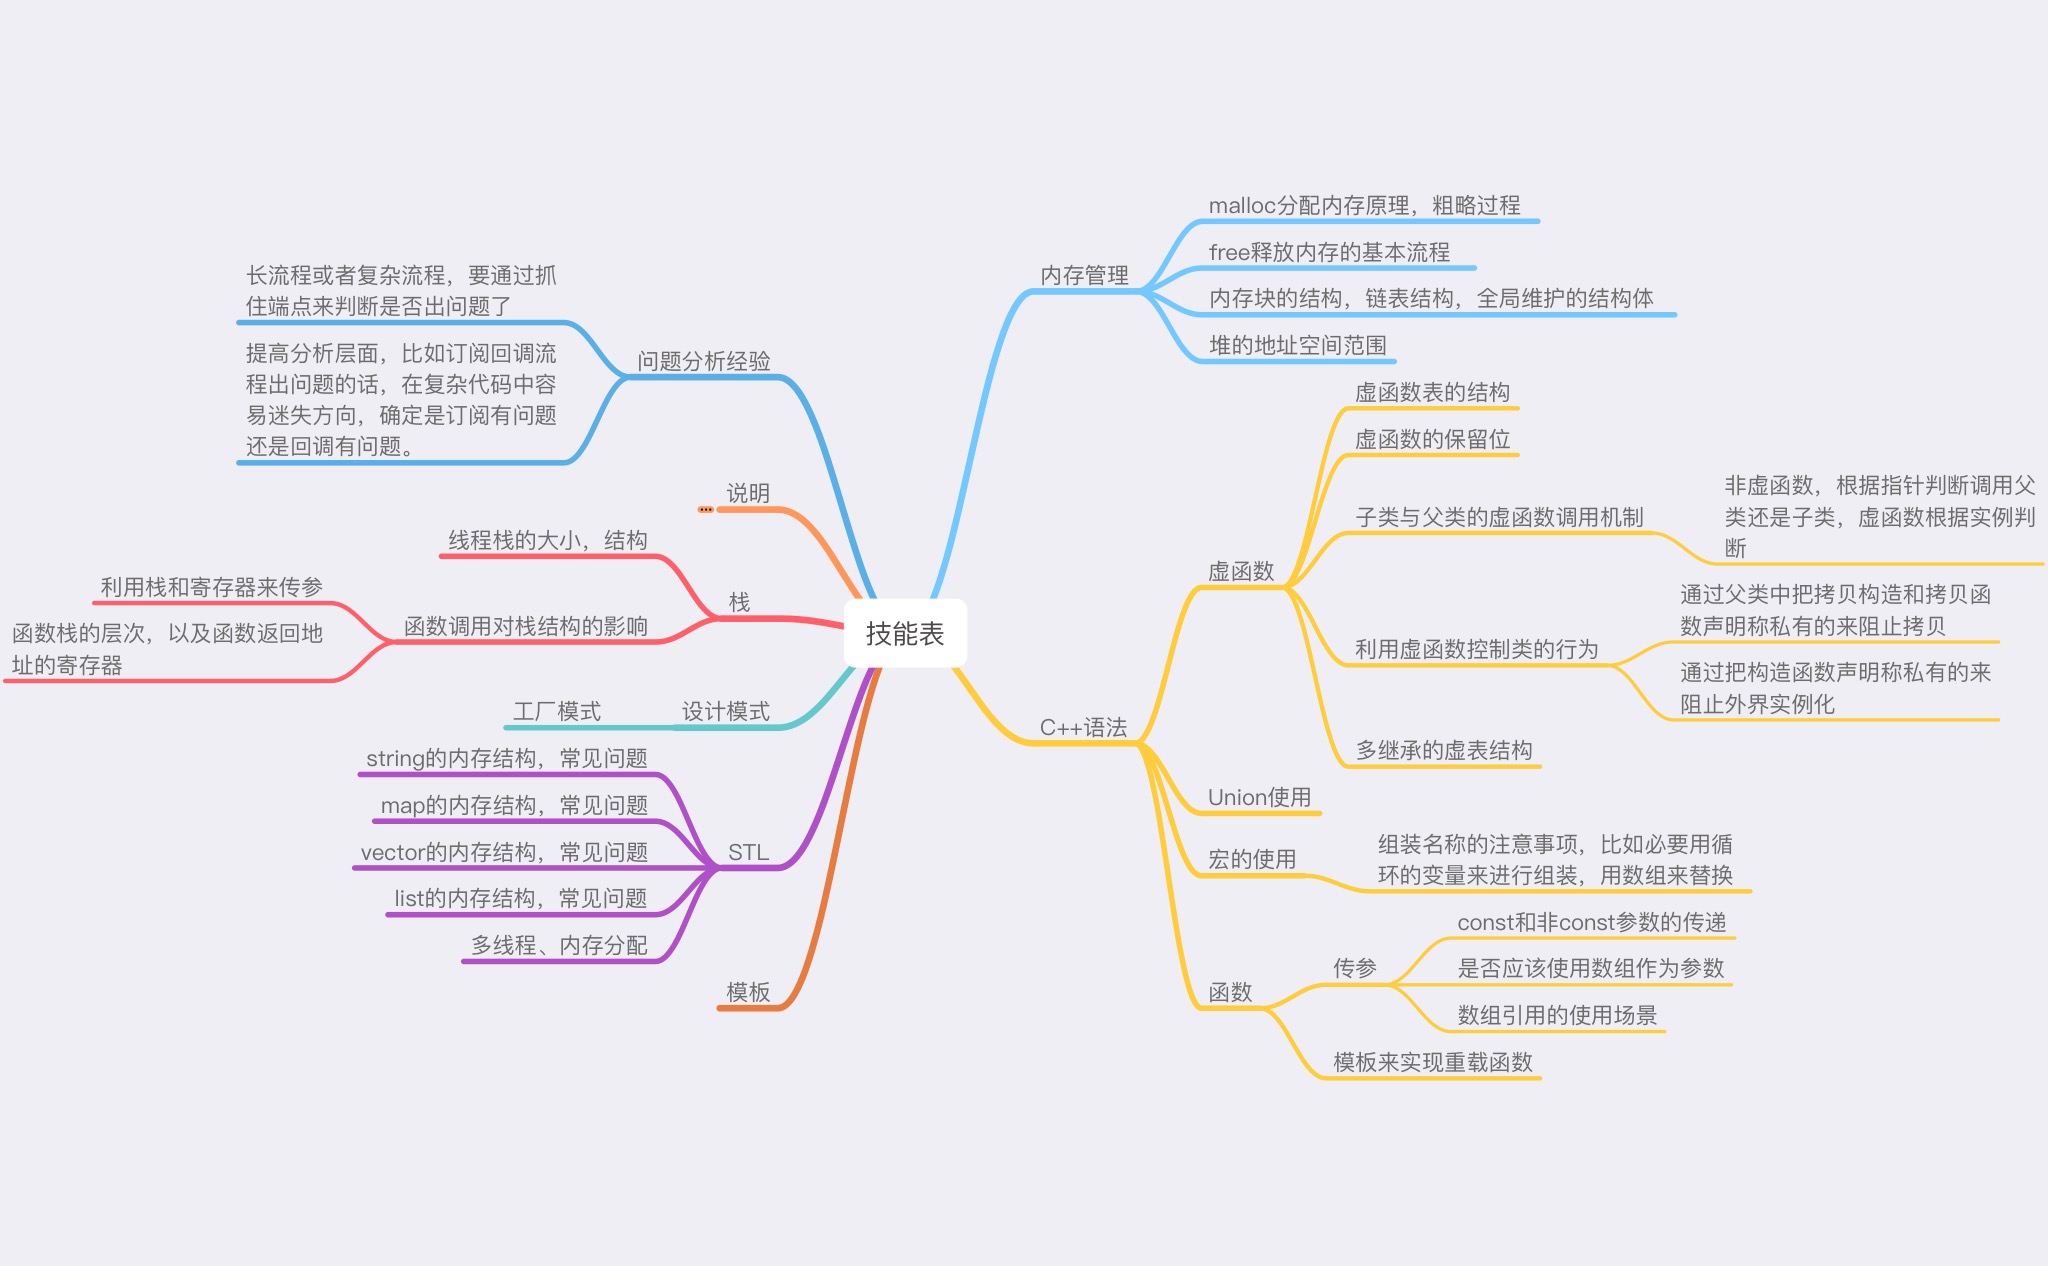 技能表
内存管理
malloc分配内存原理，粗略过程
free释放内存的基本流程
内存块的结构，链表结构，全局维护的结构体
堆的地址空间范围
C++语法
虚函数
虚函数表的结构
虚函数的保留位
子类与父类的虚函数调用机制
非虚函数，根据指针判断调用父
类还是子类，虚函数根据实例判
断
利用虚函数控制类的行为
通过父类中把拷贝构造和拷贝函
数声明称私有的来阻止拷贝
通过把构造函数声明称私有的来
阻止外界实例化
多继承的虚表结构
Union使用
宏的使用
组装名称的注意事项，比如必要用循
环的变量来进行组装，用数组来替换
函数
传参
const和非const参数的传递
是否应该使用数组作为参数
数组引用的使用场景
模板来实现重载函数
问题分析经验
长流程或者复杂流程，要通过抓
住端点来判断是否出问题了
提高分析层面，比如订阅回调流
程出问题的话，在复杂代码中容
易迷失方向，确定是订阅有问题
还是回调有问题。
说明
栈
线程栈的大小，结构
函数调用对栈结构的影响
利用栈和寄存器来传参
函数栈的层次，以及函数返回地
址的寄存器
设计模式
工厂模式
STL
string的内存结构，常见问题
map的内存结构，常见问题
vector的内存结构，常见问题
list的内存结构，常见问题
多线程、内存分配
模板